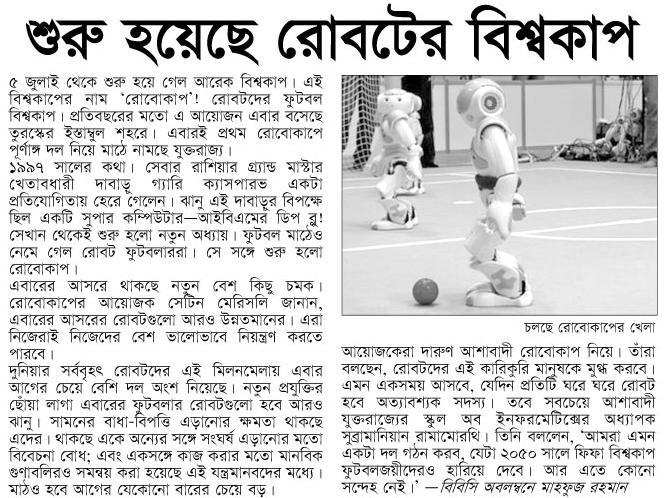 শুরু হয়েছে রোবটের বিশ্বকাপ
৫ জুলাই থেকে শুরু হয়ে গেল আরেক বিশ্বকাপ। এই
বিশ্বকাপের নাম ‘রোবোকাপ’! রোবটদের ফুটবল
বিশ্বকাপ। প্রতিবছরের মতো এ আয়োজন এবার বসেছে
তুরস্কের ইস্তাম্বুল শহরে। এবারই প্রথম রোবোকাপে
পূর্ণাঙ্গ দল নিয়ে মাঠে নামছে যুক্তরাজ্য।
১৯৯৭ সালের কথা। সেবার রাশিয়ার গ্র্যান্ড মাস্টার
খেতাবধারী দাবাড়ু গ্যারি ক্যাসপারভ একটা
প্রতিযোগিতায় হেরে গেলেন। ঝানু এই দাবাড়ুর বিপক্ষে
ছিল একটি সুপার কম্পিউটার—আইবিএমের ডিপ ব্লু!
সেখান থেকেই শুরু হলো নতুন অধ্যায়। ফুটবল মাঠেও
নেমে গেল রোবট ফুটবলাররা। সে সঙ্গে শুরু হলো
রোবোকাপ।
এবারের আসরে থাকছে নতুন বেশ কিছু চমক।
রোবোকাপের আয়োজক সেটিন মেরিসলি জানান,
এবারের আসরের রোবটগুলো আরও উন্নতমানের। এরা
নিজেরাই নিজেদের বেশ ভালোভাবে নিয়ন্ত্রণ করতে
পারবে।
দুনিয়ার সর্ববৃহৎ রোবটদের এই মিলনমেলায় এবার
আগের চেয়ে বেশি দল অংশ নিয়েছে। নতুন প্রযুক্তির
ছোঁয়া লাগা এবারের ফুটবলার রোবটগুলো হবে আরও
ঝানু। সামনের বাধা-বিপত্তি এড়ানোর ক্ষমতা থাকছে
এদের। থাকছে একে অন্যের সঙ্গে সংঘর্ষ এড়ানোর মতো
বিবেচনা বোধ; এবং একসঙ্গে কাজ করার মতো মানবিক
গুণাবলিরও সমন্বয় করা হয়েছে এই যন্ত্রমানবদের মধ্যে।
মাঠও হবে আগের যেকোনো বারের চেয়ে বড়।
চলছে রোবোকাপের খেলা
আয়োজকেরা দারুণ আশাবাদী রোবোকাপ নিয়ে। তাঁরা
বলছেন, রোবটদের এই কারিকুরি মানুষকে মুগ্ধ করবে।
এমন একসময় আসবে, যেদিন প্রতিটি ঘরে ঘরে রোবট
হবে অত্যাবশ্যক সদস্য। তবে সবচেয়ে আশাবাদী
যুক্তরাজ্যের স্কুল অব ইনফরমেটিক্সের অধ্যাপক
সুব্রামানিয়ান রামামোরথি। তিনি বললেন, ‘আমরা এমন
একটা দল গঠন করব, যেটা ২০৫০ সালে ফিফা বিশ্বকাপ
ফুটবলজয়ীদেরও হারিয়ে দেবে। আর এতে কোনো
সন্দেহ নেই।’ —বিবিসি অবলম্বনে মাহফুজ রহমান